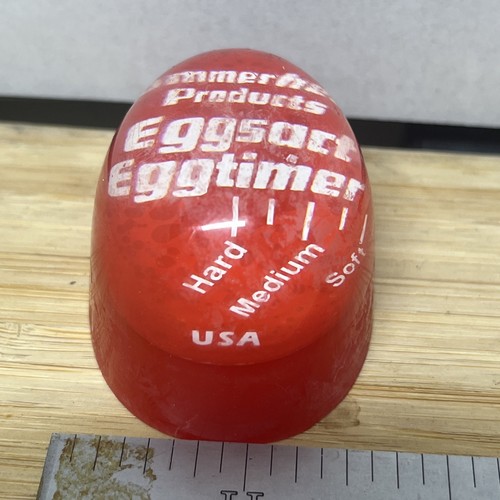 Products
Eggsact
Eggtimer
Hard
Medium
Soft
USA